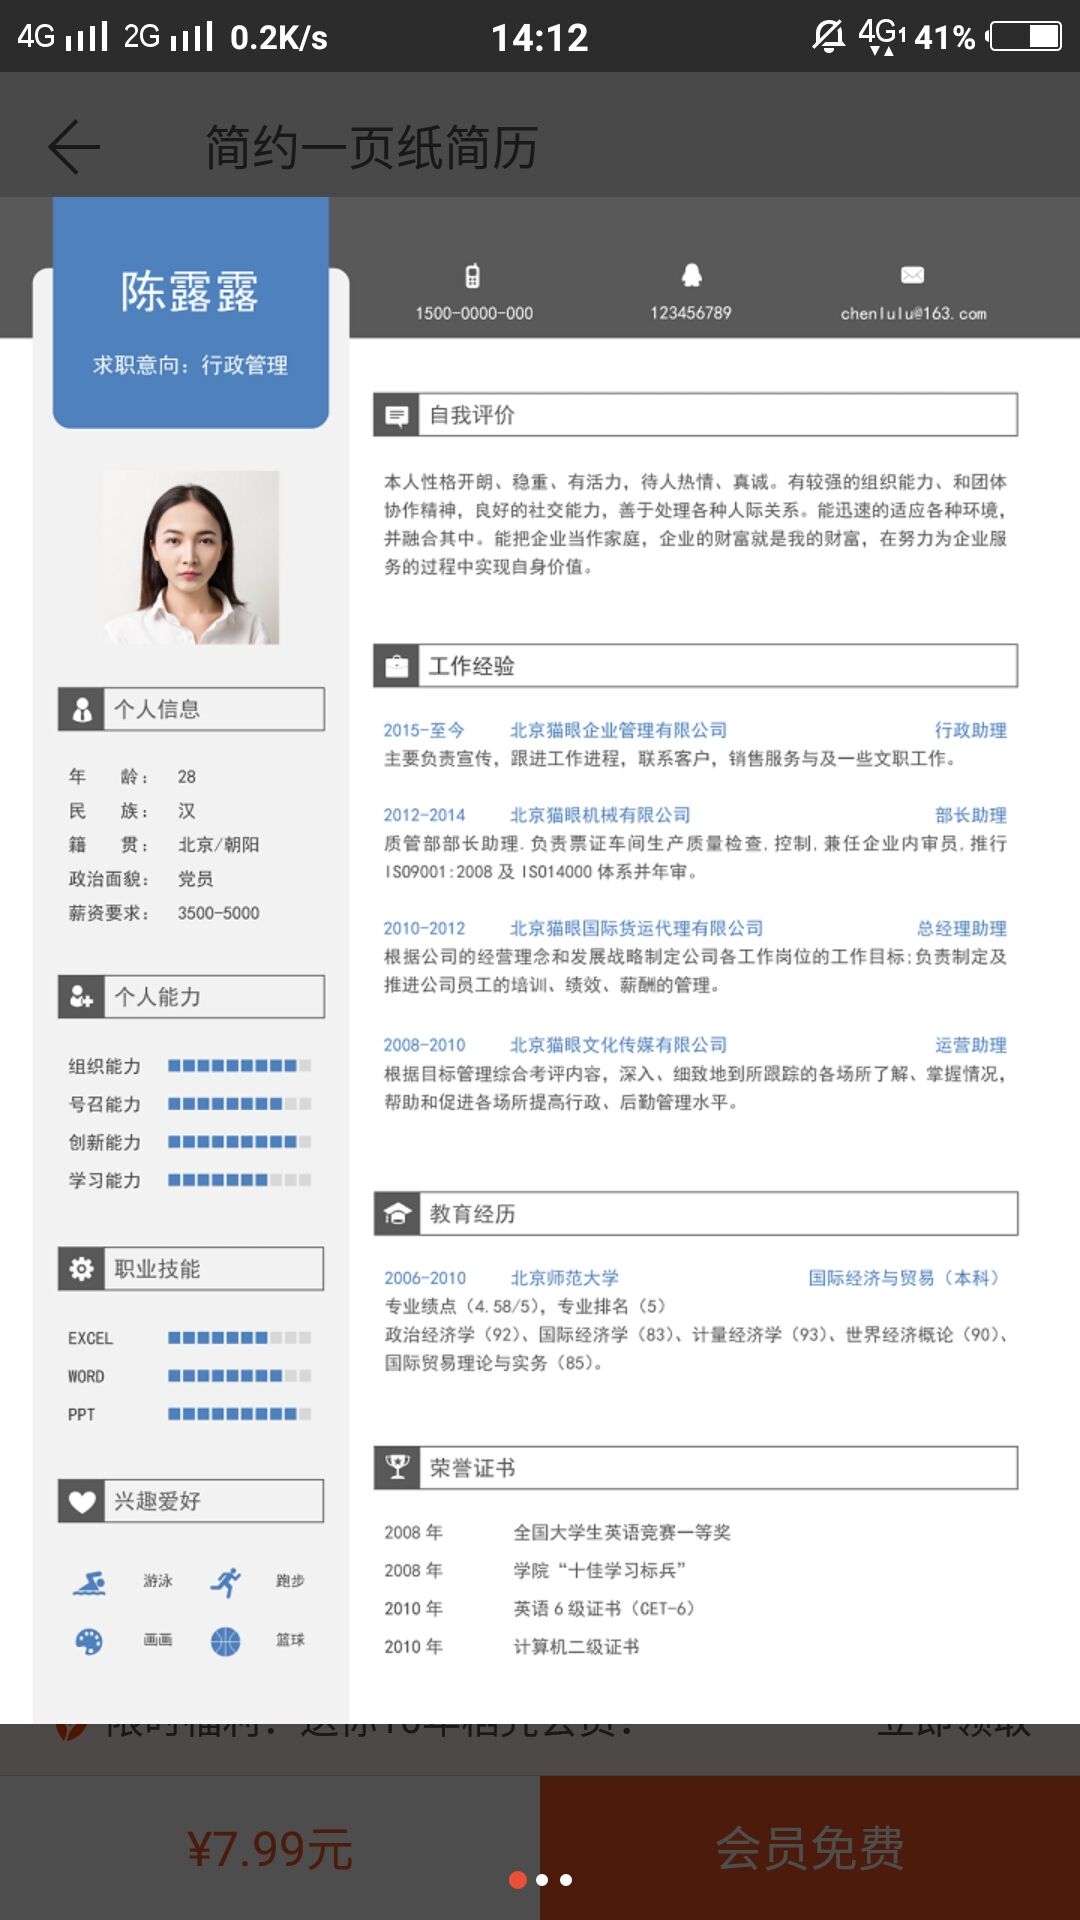 4G 2G 0.2K/s 14:12 4G1 41%
简约一页纸简历
陈露露
求职意向：行政管理
1500-0000-000
123456789
chenlulu@163.com
个人信息
年 龄： 28
民 族： 汉
籍 贯： 北京/朝阳
政治面貌： 党员
薪资要求： 3500-5000
个人能力
组织能力
号召能力
创新能力
学习能力
职业技能
EXCEL
WORD
PPT
兴趣爱好
游泳 跑步
画画 篮球
自我评价
本人性格开朗、稳重、有活力，待人热情、真诚。有较强的组织能力、和团体
协作精神，良好的社交能力，善于处理各种人际关系。能迅速的适应各种环境，
并融合其中。能把企业当作家庭，企业的财富就是我的财富，在努力为企业服
务的过程中实现自身价值。
工作经验
2015-至今 北京猫眼企业管理有限公司 行政助理
主要负责宣传，跟进工作进程，联系客户，销售服务与及一些文职工作。
2012-2014 北京猫眼机械有限公司 部长助理
质管部部长助理.负责票证车间生产质量检查,控制,兼任企业内审员,推行
ISO9001:2008 及 ISO14000 体系并年审。
2010-2012 北京猫眼国际货运代理有限公司 总经理助理
根据公司的经营理念和发展战略制定公司各工作岗位的工作目标;负责制定及
推进公司员工的培训、绩效、薪酬的管理。
2008-2010 北京猫眼文化传媒有限公司 运营助理
根据目标管理综合考评内容，深入、细致地到所跟踪的各场所了解、掌握情况，
帮助和促进各场所提高行政、后勤管理水平。
教育经历
2006-2010 北京师范大学 国际经济与贸易（本科）
专业绩点（4.58/5），专业排名（5）
政治经济学（92）、国际经济学（83）、计量经济学（93）、世界经济概论（90）、
国际贸易理论与实务（85）。
荣誉证书
2008 年 全国大学生英语竞赛一等奖
2008 年 学院“十佳学习标兵”
2010 年 英语 6 级证书（CET-6）
2010 年 计算机二级证书
限时福利：送你10年稻壳会员！ 立即领取
¥7.99元 会员免费